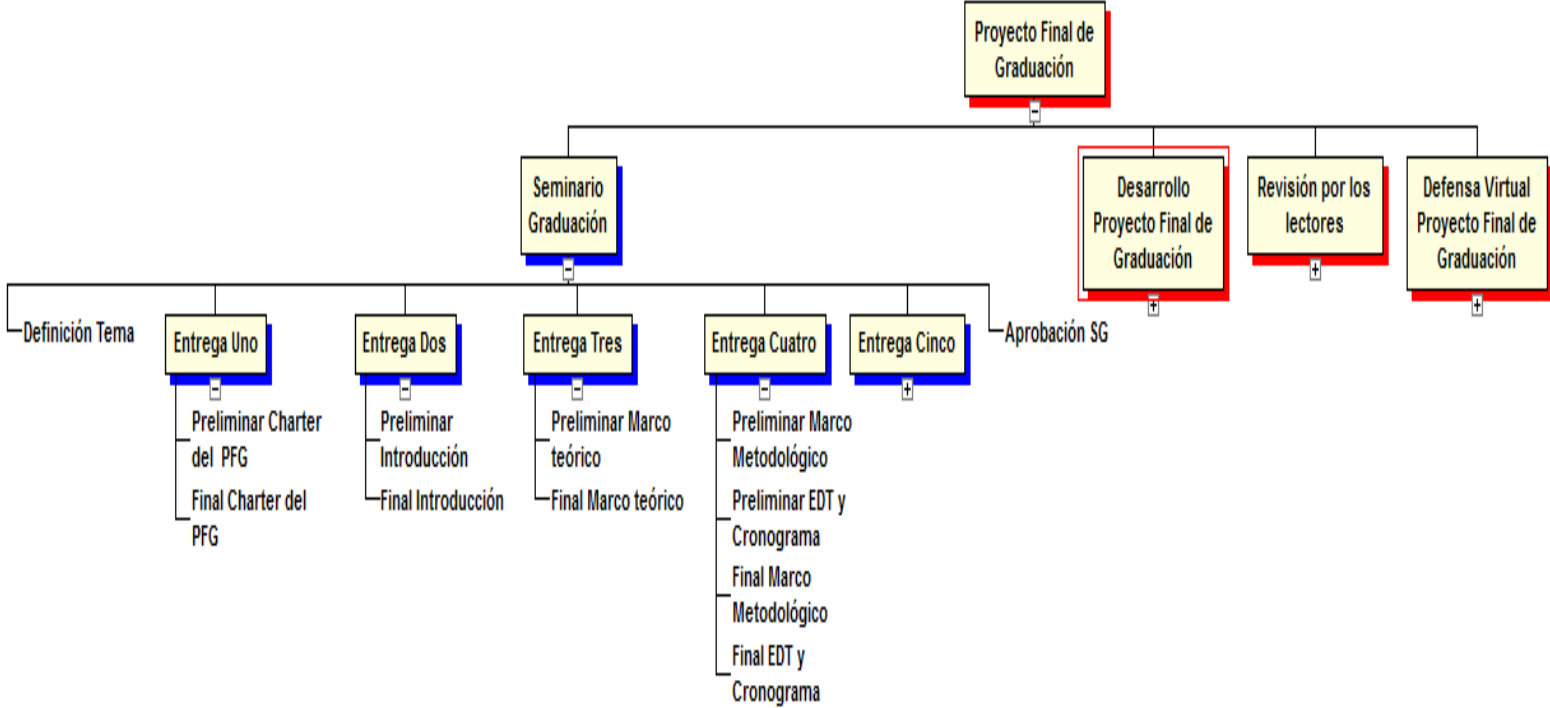 Proyecto Final de
Graduación
Seminario
Graduación
Desarrollo
Proyecto Final de
Graduación
Revisión por los
lectores
Defensa Virtual
Proyecto Final de
Graduación
Definición Tema
Entrega Uno
Preliminar Charter
del PFG
Final Charter del
PFG
Entrega Dos
Preliminar
Introducción
Final Introducción
Entrega Tres
Preliminar Marco
teórico
Final Marco teórico
Entrega Cuatro
Preliminar Marco
Metodológico
Preliminar EDT y
Cronograma
Final Marco
Metodológico
Final EDT y
Cronograma
Entrega Cinco
Aprobación SG